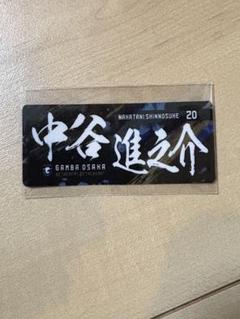 NAKATANI SHINNOSUKE 20
中谷進之介
GAMBA OSAKA